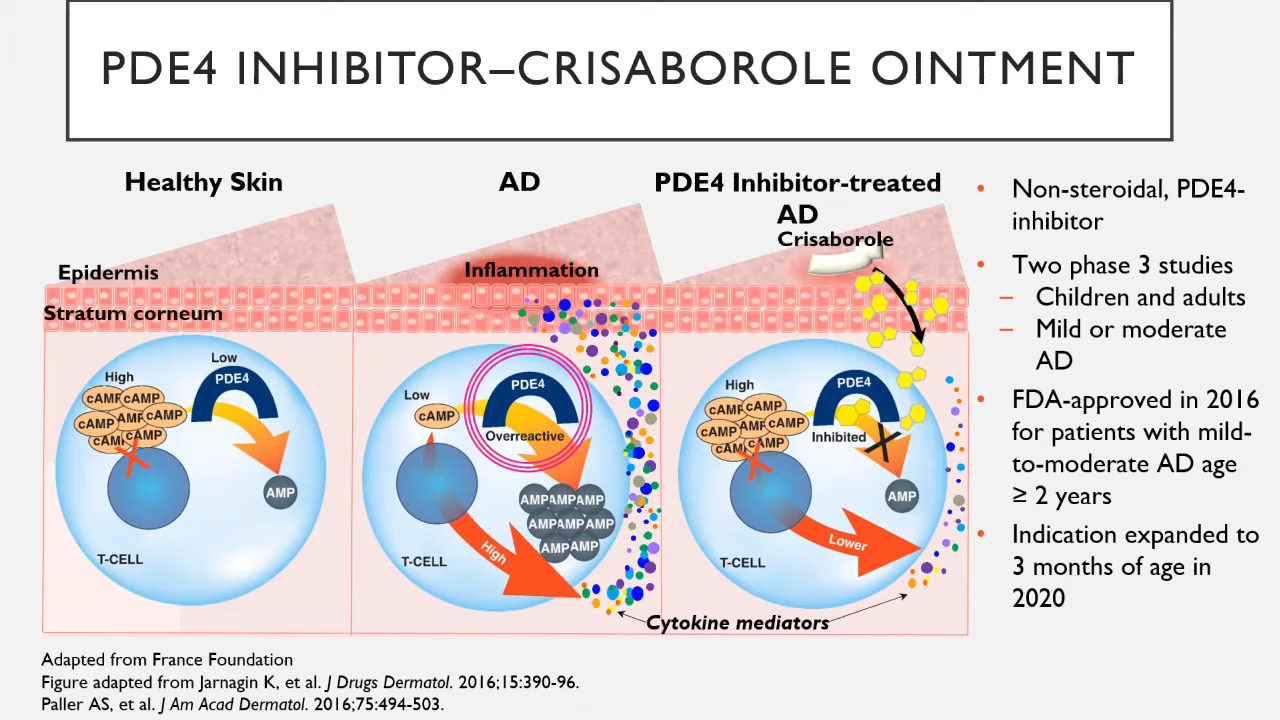 PDE4 INHIBITOR–CRISABOROLE OINTMENT
Healthy Skin
Epidermis
Stratum corneum
High
Low
PDE4
cAMP cAMP
cAMP AMP cAMP
cAM cAMP
AMP
T-CELL
AD
Inflammation
Low
cAMP
PDE4
Overreactive
AMP AMP AMP
AMP AMP AMP
AMP AMP
High
T-CELL
PDE4 Inhibitor-treated
AD
Crisaborole
High
PDE4
cAMP cAMP
cAMP AM cAMP
cAM cAMP
Inhibited
AMP
Lower
T-CELL
Cytokine mediators
• Non-steroidal, PDE4-
inhibitor
• Two phase 3 studies
– Children and adults
– Mild or moderate
AD
• FDA-approved in 2016
for patients with mild-
to-moderate AD age
≥ 2 years
• Indication expanded to
3 months of age in
2020
Adapted from France Foundation
Figure adapted from Jarnagin K, et al. J Drugs Dermatol. 2016;15:390-96.
Paller AS, et al. J Am Acad Dermatol. 2016;75:494-503.